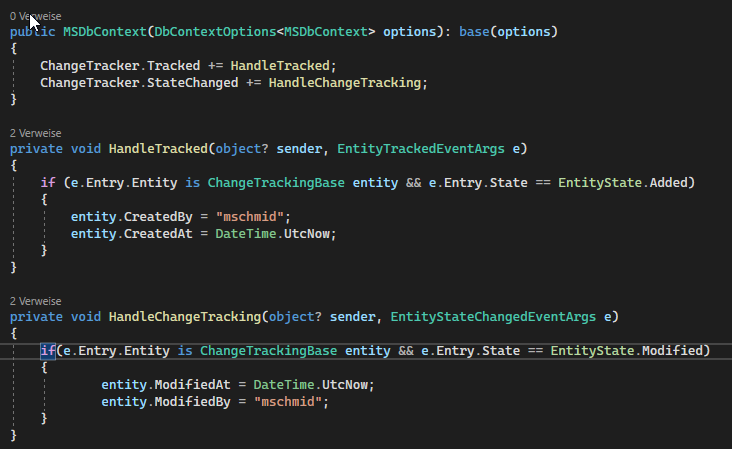 0 Verweise
public MSDbContext(DbContextOptions<MSDbContext> options): base(options)
{
ChangeTracker.Tracked += HandleTracked;
ChangeTracker.StateChanged += HandleChangeTracking;
}
2 Verweise
private void HandleTracked(object? sender, EntityTrackedEventArgs e)
{
if (e.Entry.Entity is ChangeTrackingBase entity && e.Entry.State == EntityState.Added)
{
entity.CreatedBy = "mschmid";
entity.CreatedAt = DateTime.UtcNow;
}
}
2 Verweise
private void HandleChangeTracking(object? sender, EntityStateChangedEventArgs e)
{
if(e.Entry.Entity is ChangeTrackingBase entity && e.Entry.State == EntityState.Modified)
{
entity.ModifiedAt = DateTime.UtcNow;
entity.ModifiedBy = "mschmid";
}
}